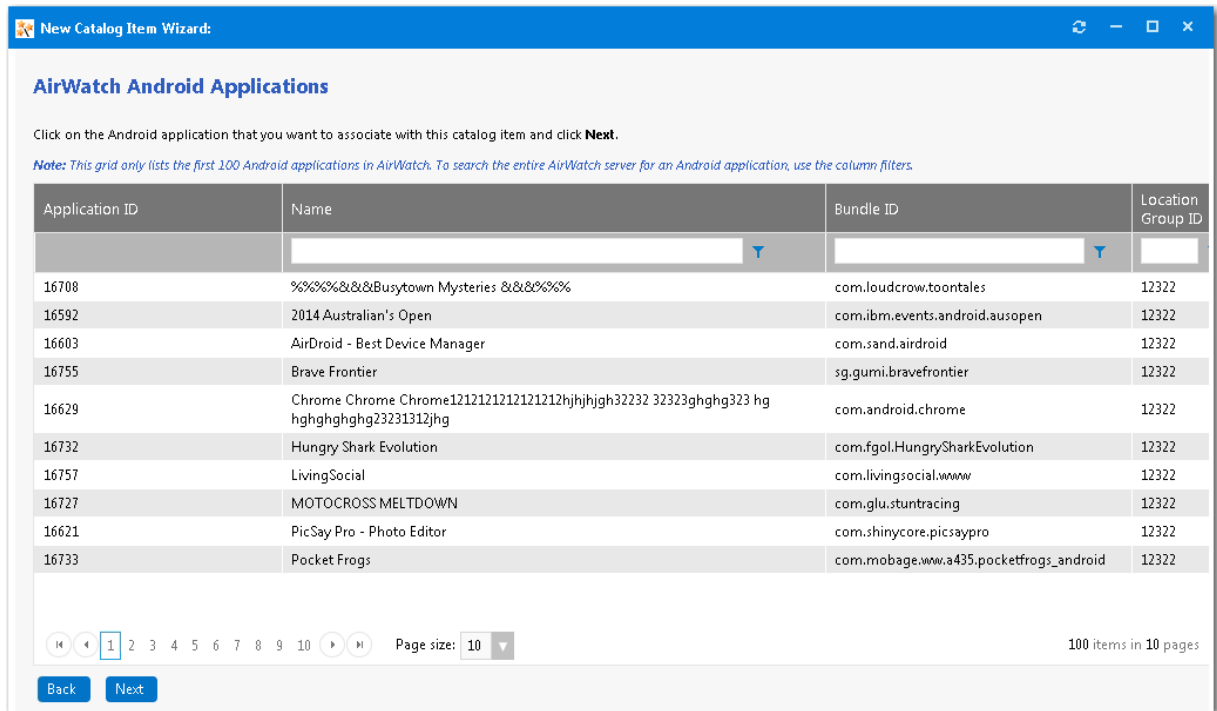 New Catalog Item Wizard:
AirWatch Android Applications
Click on the Android application that you want to associate with this catalog item and click Next.
Note: This grid only lists the first 100 Android applications in AirWatch. To search the entire AirWatch server for an Android application, use the column filters.
Application ID Name Bundle ID Location
Group ID
16708 %%%%&&&Busytown Mysteries &&&%%% com.loudcrow.toontales 12322
16592 2014 Australian's Open com.ibm.events.android.ausopen 12322
16603 AirDroid - Best Device Manager com.sand.airdroid 12322
16755 Brave Frontier sg.gumi.bravefrontier 12322
16629 Chrome Chrome Chrome1212121212121212hjhjhjgh32232 32323ghghg323 hg com.android.chrome 12322
hghghghghghg23231312jhg
16732 Hungry Shark Evolution com.fgol.HungrySharkEvolution 12322
16757 LivingSocial com.livingsocial.www 12322
16727 MOTOCROSS MELTDOWN com.glu.stuntracing 12322
16621 PicSay Pro - Photo Editor com.shinycore.picsaypro 12322
16733 Pocket Frogs com.mobage.ww.a435.pocketfrogs_android 12322
1 2 3 4 5 6 7 8 9 10 Page size: 10 100 items in 10 pages
Back Next